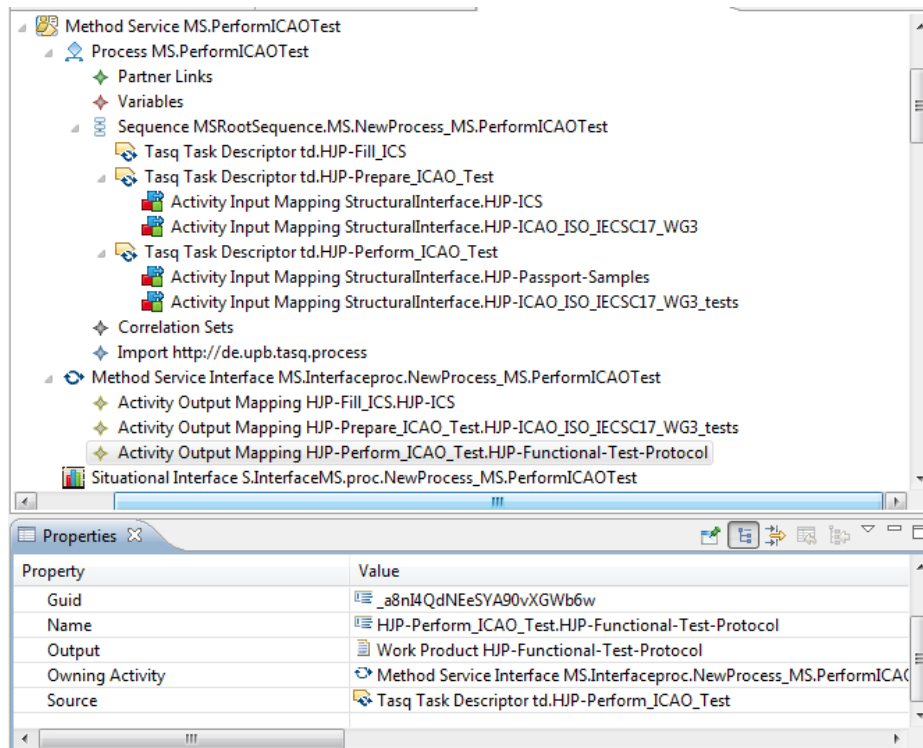 Method Service MS.PerformICAOTest
Process MS.PerformICAOTest
Partner Links
Variables
Sequence MSRootSequence.MS.NewProcess_MS.PerformICAOTest
Tasq Task Descriptor td.HJP-Fill_ICS
Tasq Task Descriptor td.HJP-Prepare_ICAO_Test
Activity Input Mapping StructuralInterface.HJP-ICS
Activity Input Mapping StructuralInterface.HJP-ICAO_ISO_IECSC17_WG3
Tasq Task Descriptor td.HJP-Perform_ICAO_Test
Activity Input Mapping StructuralInterface.HJP-Passport-Samples
Activity Input Mapping StructuralInterface.HJP-ICAO_ISO_IECSC17_WG3_tests
Correlation Sets
Import http://de.upb.tasq.process
Method Service Interface MS.Interfaceproc.NewProcess_MS.PerformICAOTest
Activity Output Mapping HJP-Fill_ICS.HJP-ICS
Activity Output Mapping HJP-Prepare_ICAO_Test.HJP-ICAO_ISO_IECSC17_WG3_tests
Activity Output Mapping HJP-Perform_ICAO_Test.HJP-Functional-Test-Protocol
Situational Interface S.InterfaceMS.proc.NewProcess_MS.PerformICAOTest
Properties
Property Value
Guid _a8nI4QdNEeSYA90vXGWb6w
Name HJP-Perform_ICAO_Test.HJP-Functional-Test-Protocol
Output Work Product HJP-Functional-Test-Protocol
Owning Activity Method Service Interface MS.Interfaceproc.NewProcess_MS.PerformICAO
Source Tasq Task Descriptor td.HJP-Perform_ICAO_Test